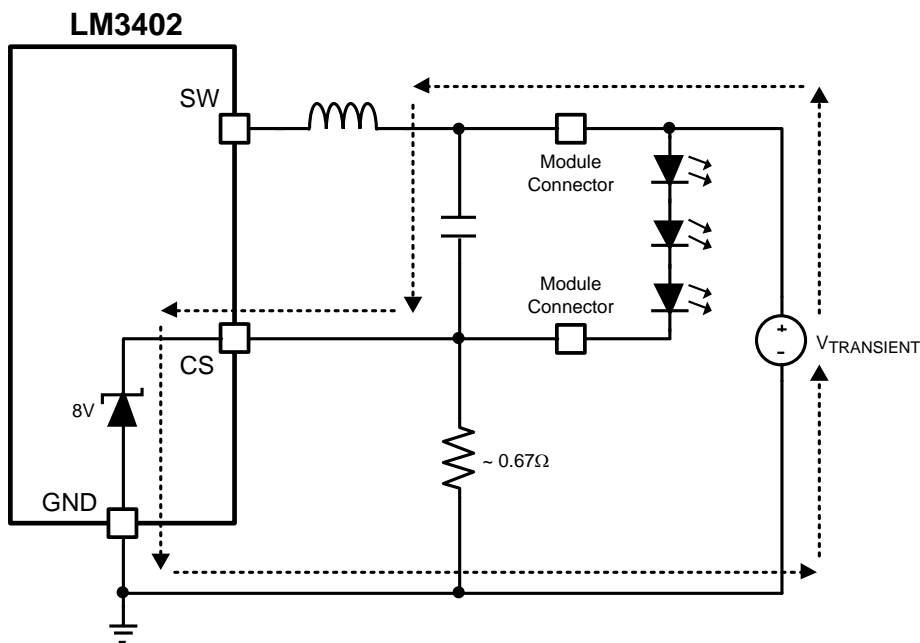 LM3402
SW
Module
Connector
Module
Connector
+
-
VTRANSIENT
CS
8V
~ 0.67Ω
GND